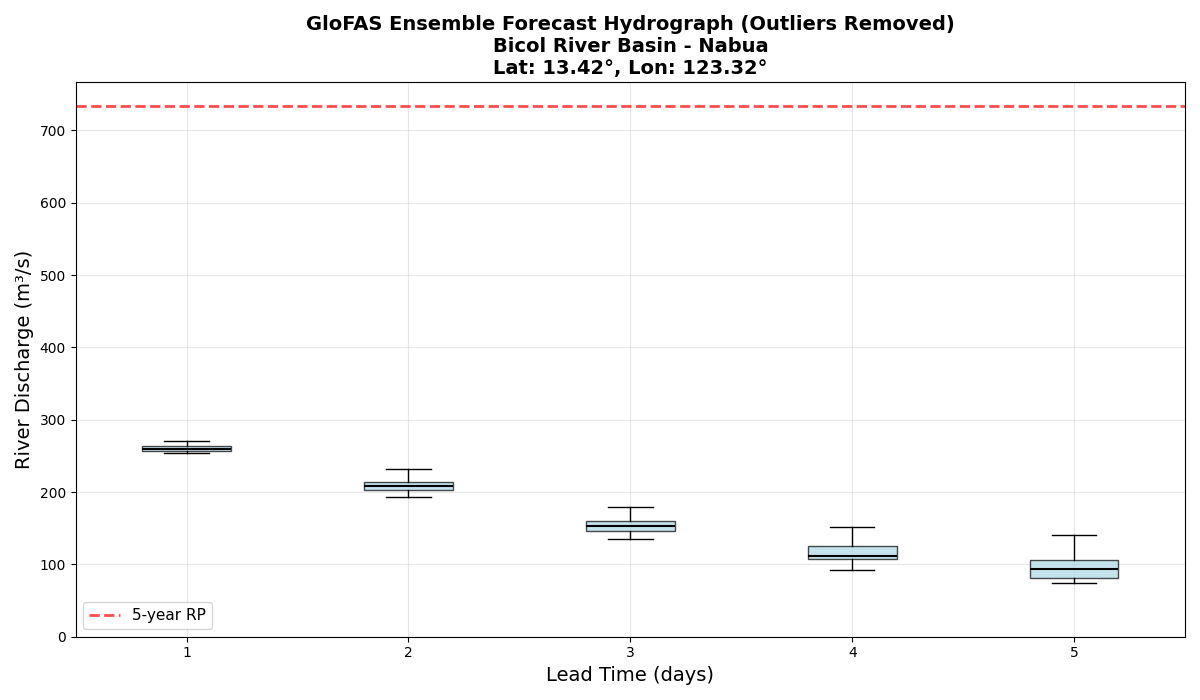 GloFAS Ensemble Forecast Hydrograph (Outliers Removed)
Bicol River Basin - Nabua
Lat: 13.42°, Lon: 123.32°
River Discharge (m³/s)
700
600
500
400
300
200
100
0
5-year RP
1 2 3 4 5
Lead Time (days)